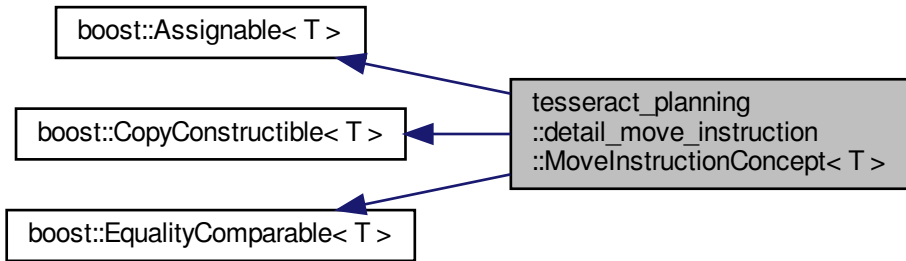 boost::Assignable< T >
boost::CopyConstructible< T >
boost::EqualityComparable< T >
tesseract_planning
::detail_move_instruction
::MoveInstructionConcept< T >